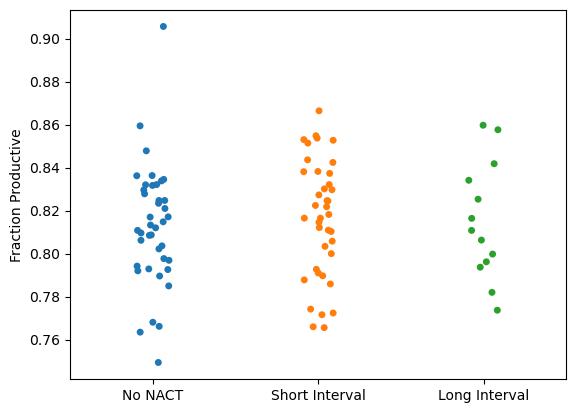 Fraction Productive
0.90
0.88
0.86
0.84
0.82
0.80
0.78
0.76
No NACT
Short Interval
Long Interval